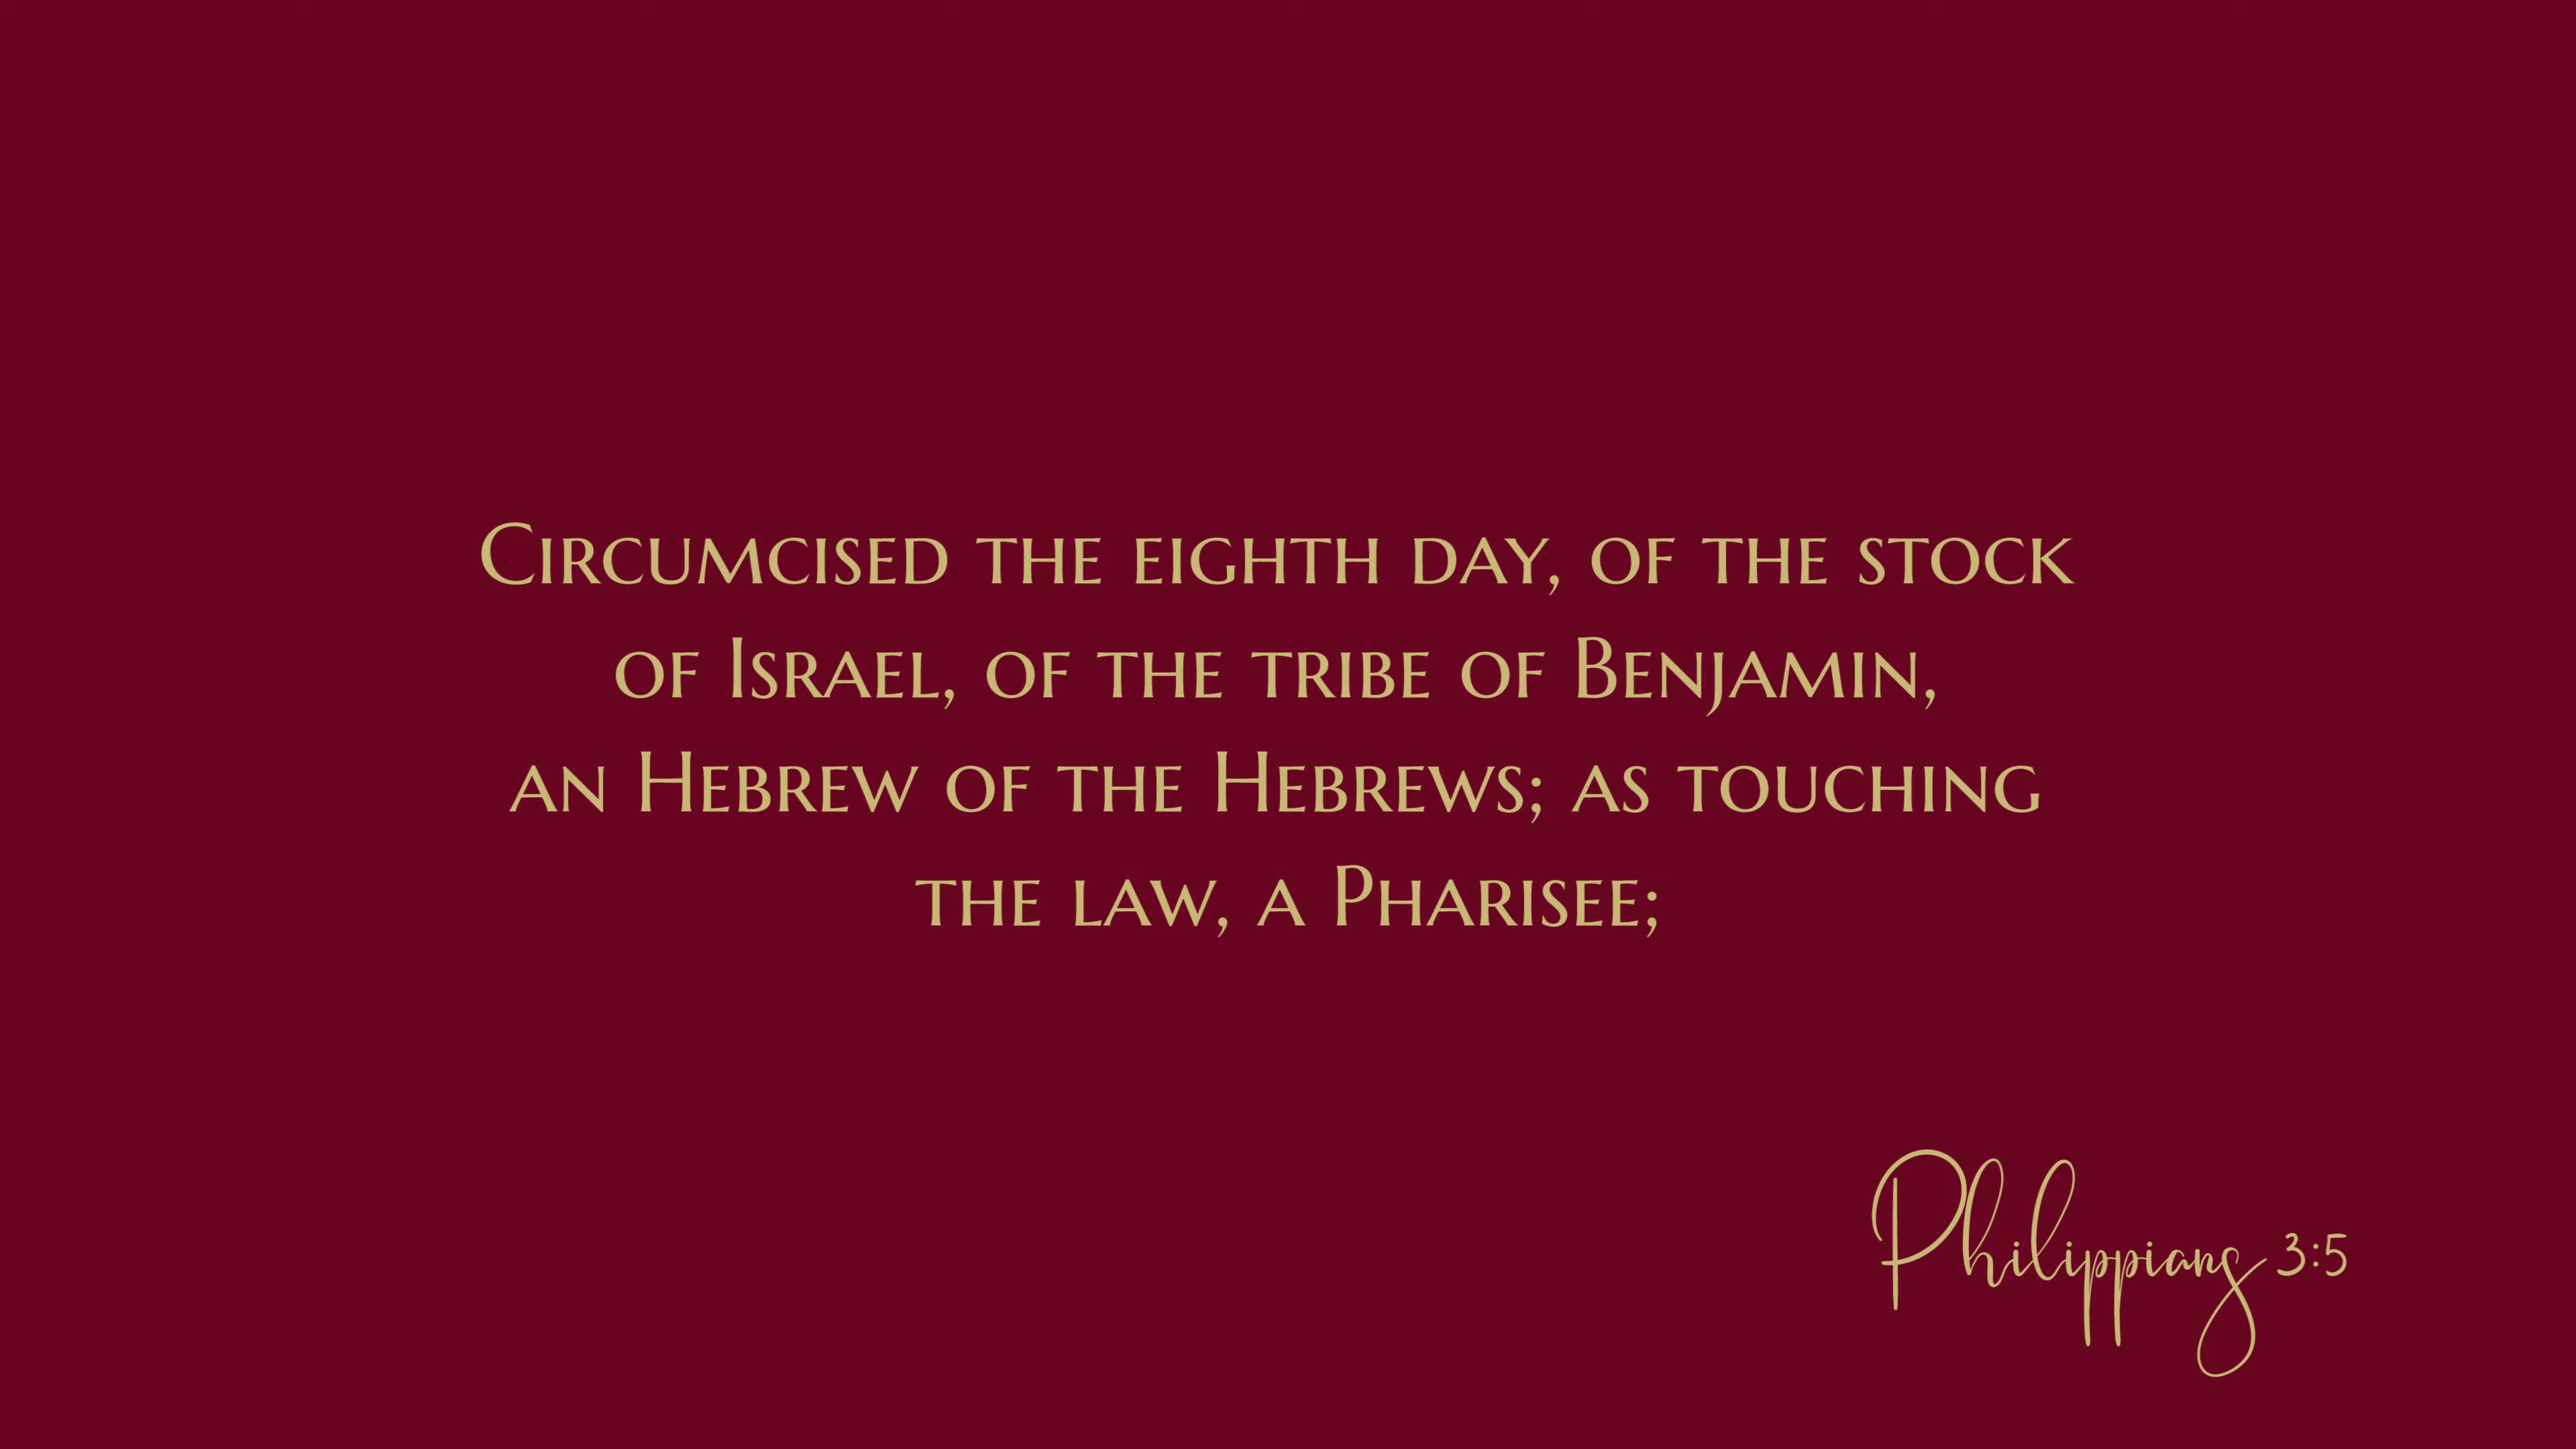 Circumcised the eighth day, of the stock
of Israel, of the tribe of Benjamin,
an Hebrew of the Hebrews; as touching
the law, a Pharisee;
Philippians 3:5